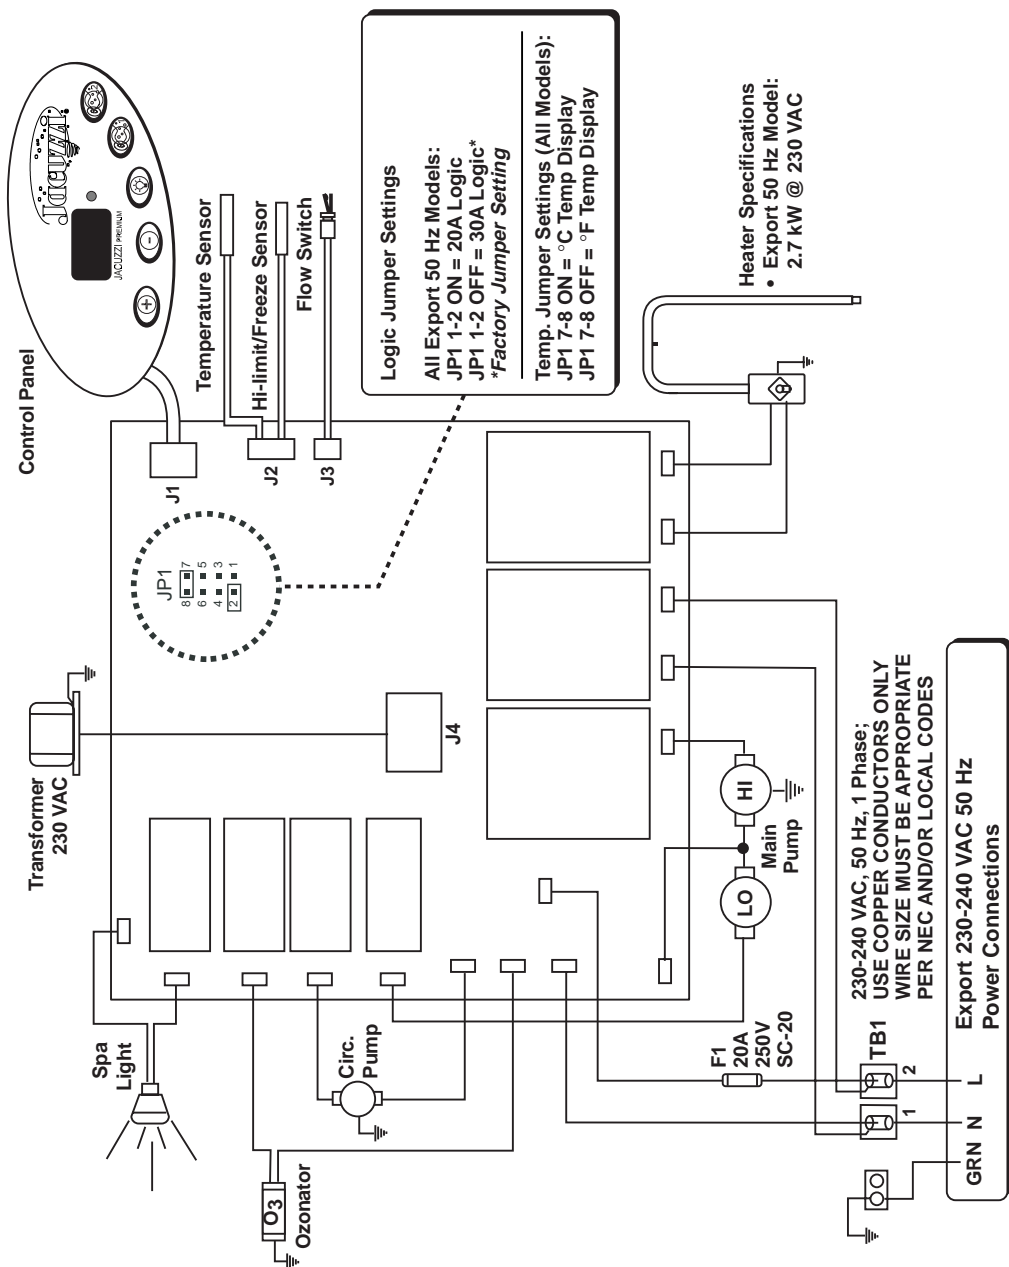 Control Panel
Jacuzzi
JACUZZI PREMIUM
+
-
Temperature Sensor
Hi-limit/Freeze Sensor
Flow Switch
J1
J2
J3
JP1
8 7
6 5
4 3
2 1
Logic Jumper Settings
All Export 50 Hz Models:
JP1 1-2 ON = 20A Logic
JP1 1-2 OFF = 30A Logic*
*Factory Jumper Setting
Temp. Jumper Settings (All Models):
JP1 7-8 ON = °C Temp Display
JP1 7-8 OFF = °F Temp Display
Heater Specifications
• Export 50 Hz Model:
2.7 kW @ 230 VAC
Transformer
230 VAC
J4
Spa
Light
Circ.
Pump
O3
Ozonator
LO
HI
Main
Pump
F1
20A
250V
SC-20
230-240 VAC, 50 Hz, 1 Phase;
USE COPPER CONDUCTORS ONLY
WIRE SIZE MUST BE APPROPRIATE
PER NEC AND/OR LOCAL CODES
TB1
1
2
GRN N L
Export 230-240 VAC 50 Hz
Power Connections